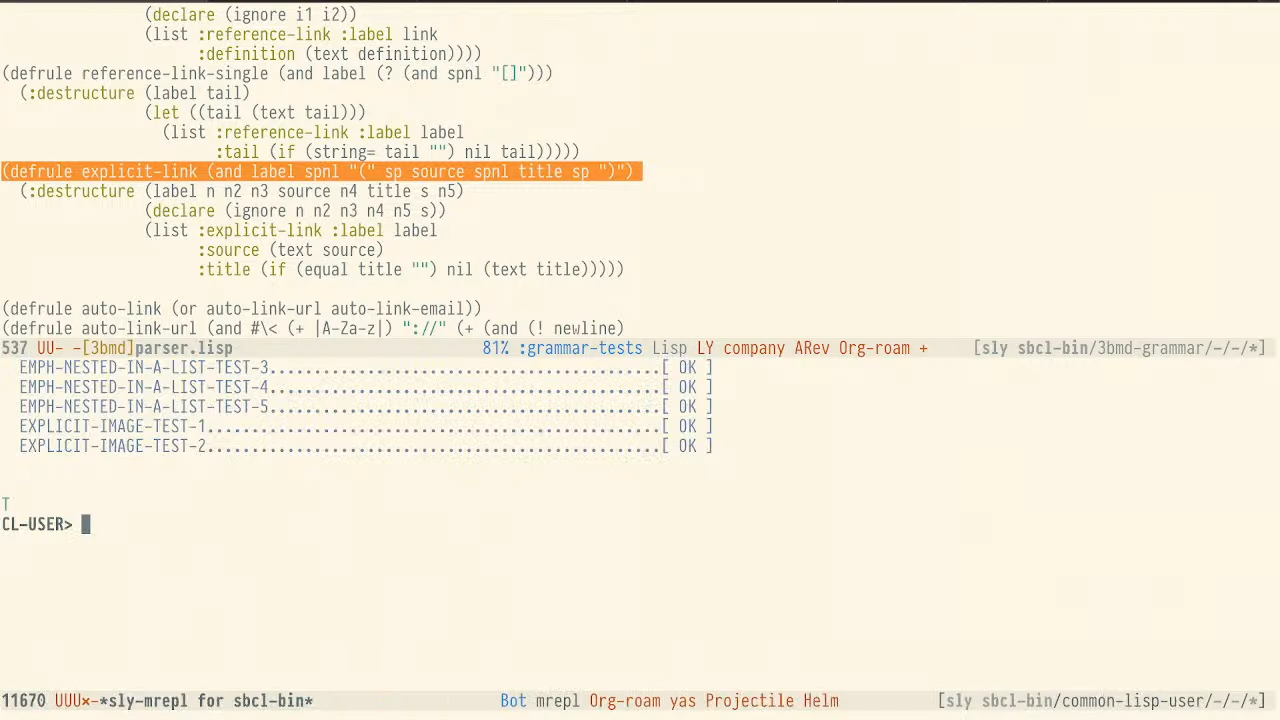 (declare (ignore i1 i2))
(list :reference-link :label link
:definition (text definition))))
(defrule reference-link-single (and label (? (and spnl "[]")))
(:destructure (label tail)
(let ((tail (text tail)))
(list :reference-link :label label
:tail (if (string= tail "") nil tail)))))
(defrule explicit-link (and label spnl "(" sp source spnl title sp ")")
(:destructure (label n n2 n3 source n4 title s n5)
(declare (ignore n n2 n3 n4 n5 s))
(list :explicit-link :label label
:source (text source)
:title (if (equal title "") nil (text title)))))
(defrule auto-link (or auto-link-url auto-link-email))
(defrule auto-link-url (and #\< (+ |A-Za-z|) "://" (+ (and (! newline)
537 UU- -[3bmd]parser.lisp 81% :grammar-tests Lisp LY company ARev Org-roam + [sly sbcl-bin/3bmd-grammar/-/-/*]
EMPH-NESTED-IN-A-LIST-TEST-3............................................[ OK ]
EMPH-NESTED-IN-A-LIST-TEST-4............................................[ OK ]
EMPH-NESTED-IN-A-LIST-TEST-5............................................[ OK ]
EXPLICIT-IMAGE-TEST-1...................................................[ OK ]
EXPLICIT-IMAGE-TEST-2...................................................[ OK ]
T
CL-USER>
11670 UUU×-*sly-mrepl for sbcl-bin* Bot mrepl Org-roam yas Projectile Helm [sly sbcl-bin/common-lisp-user/-/-/*]